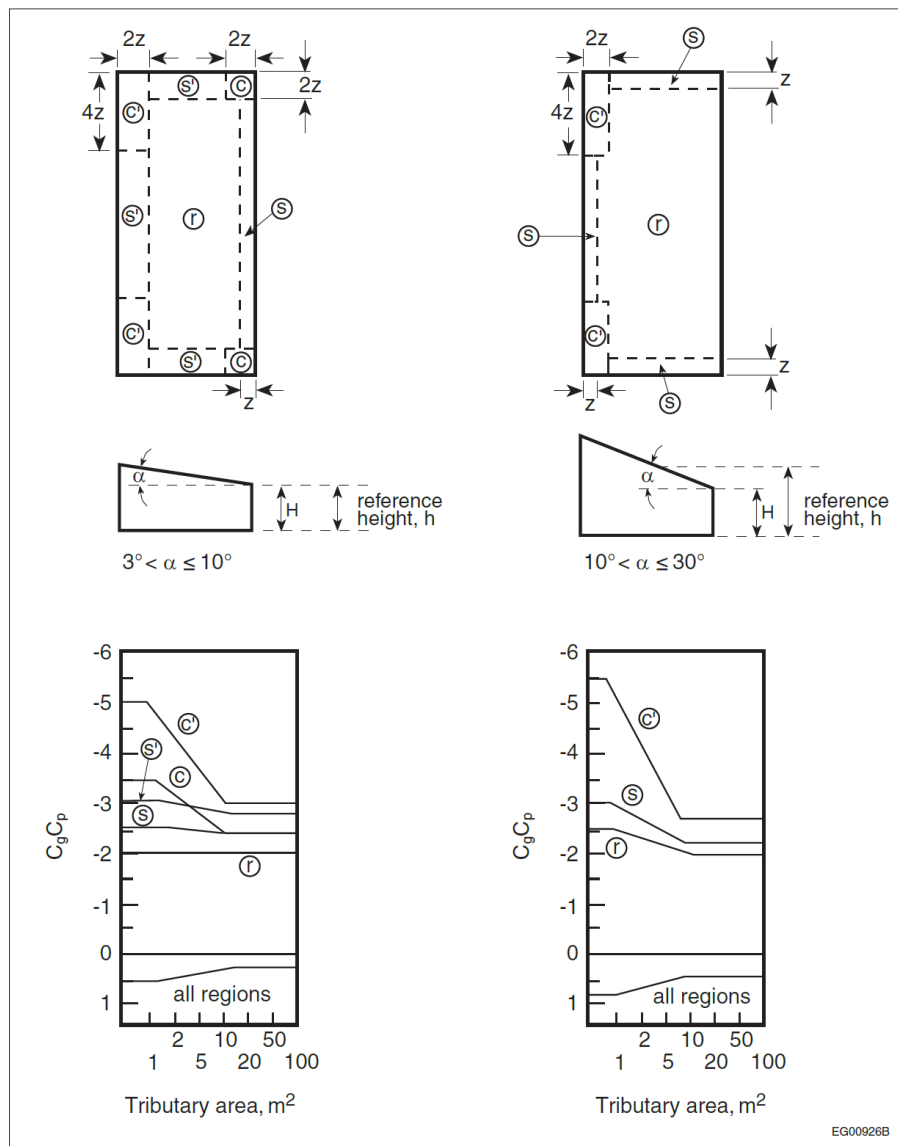 2z 2z
s' c
2z
4z
c'
s' r
s
c'
s' c
z
2z
s
z
4z
c'
s
r
c'
z
z
s
α
H
reference
height, h
3° < α ≤ 10°
α
H
reference
height, h
10° < α ≤ 30°
CgCp
-6
-5
-4
-3
-2
-1
0
1
c'
s'
c
s
r
all regions
2 10 50
1 5 20 100
Tributary area, m²
CgCp
-6
-5
-4
-3
-2
-1
0
1
c'
s
r
all regions
2 10 50
1 5 20 100
Tributary area, m²
EG00926B